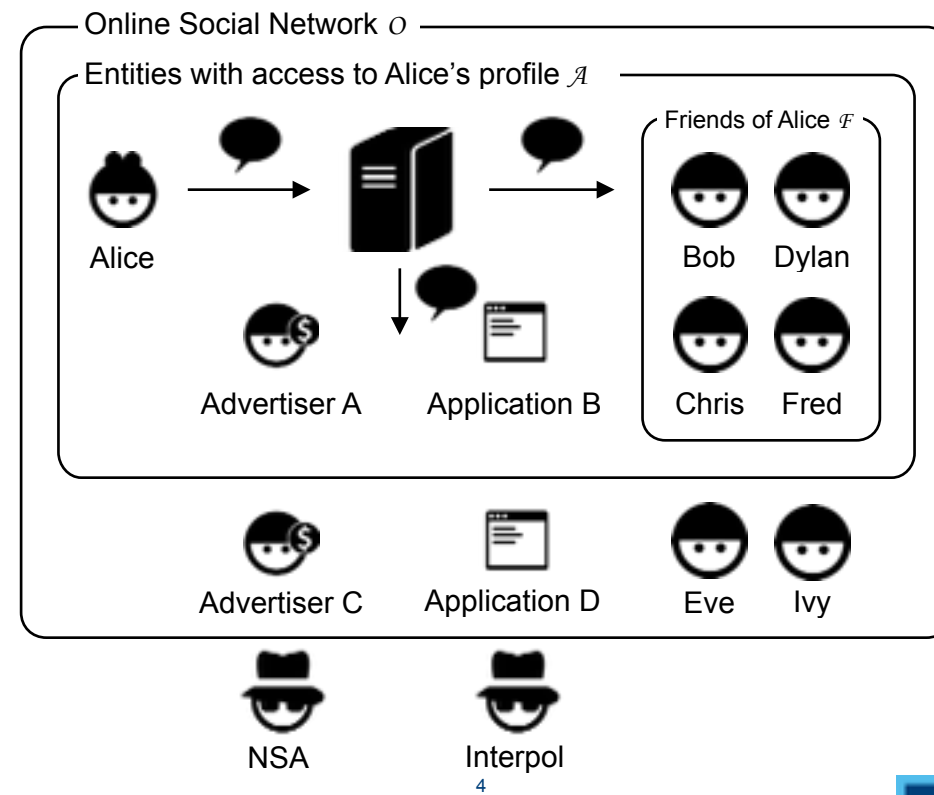 Online Social Network O
Entities with access to Alice's profile A
Friends of Alice F
Alice
Bob Dylan
Advertiser A Application B Chris Fred
Advertiser C Application D Eve Ivy
NSA Interpol
4